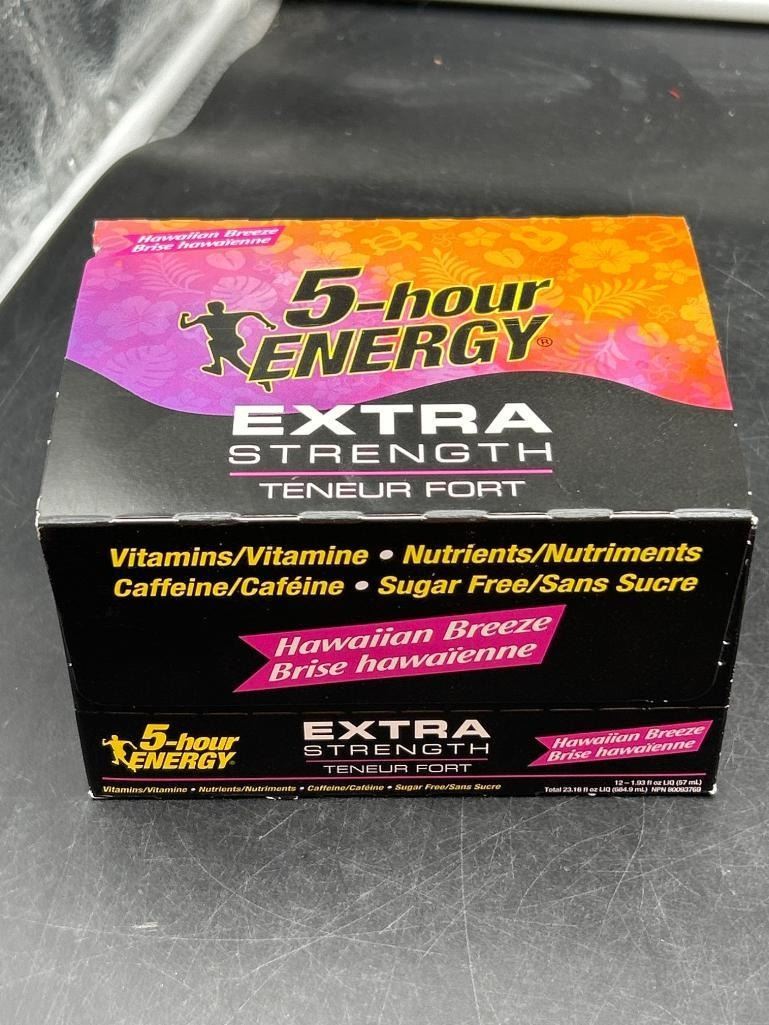 Hawaiian Breeze
Brise hawaïenne
5-hour
ENERGY®
EXTRA
STRENGTH
TENEUR FORT
Vitamins/Vitamine • Nutrients/Nutriments
Caffeine/Caféine • Sugar Free/Sans Sucre
Hawaiian Breeze
Brise hawaïenne
5-hour
ENERGY®
EXTRA
STRENGTH
TENEUR FORT
Hawaiian Breeze
Brise hawaïenne
Vitamins/Vitamine • Nutrients/Nutriments • Caffeine/Caféine • Sugar Free/Sans Sucre
12 – 1.93 fl oz LIQ (57 mL)
Total 23.16 fl oz LIQ (684.9 mL) NPN 80093769